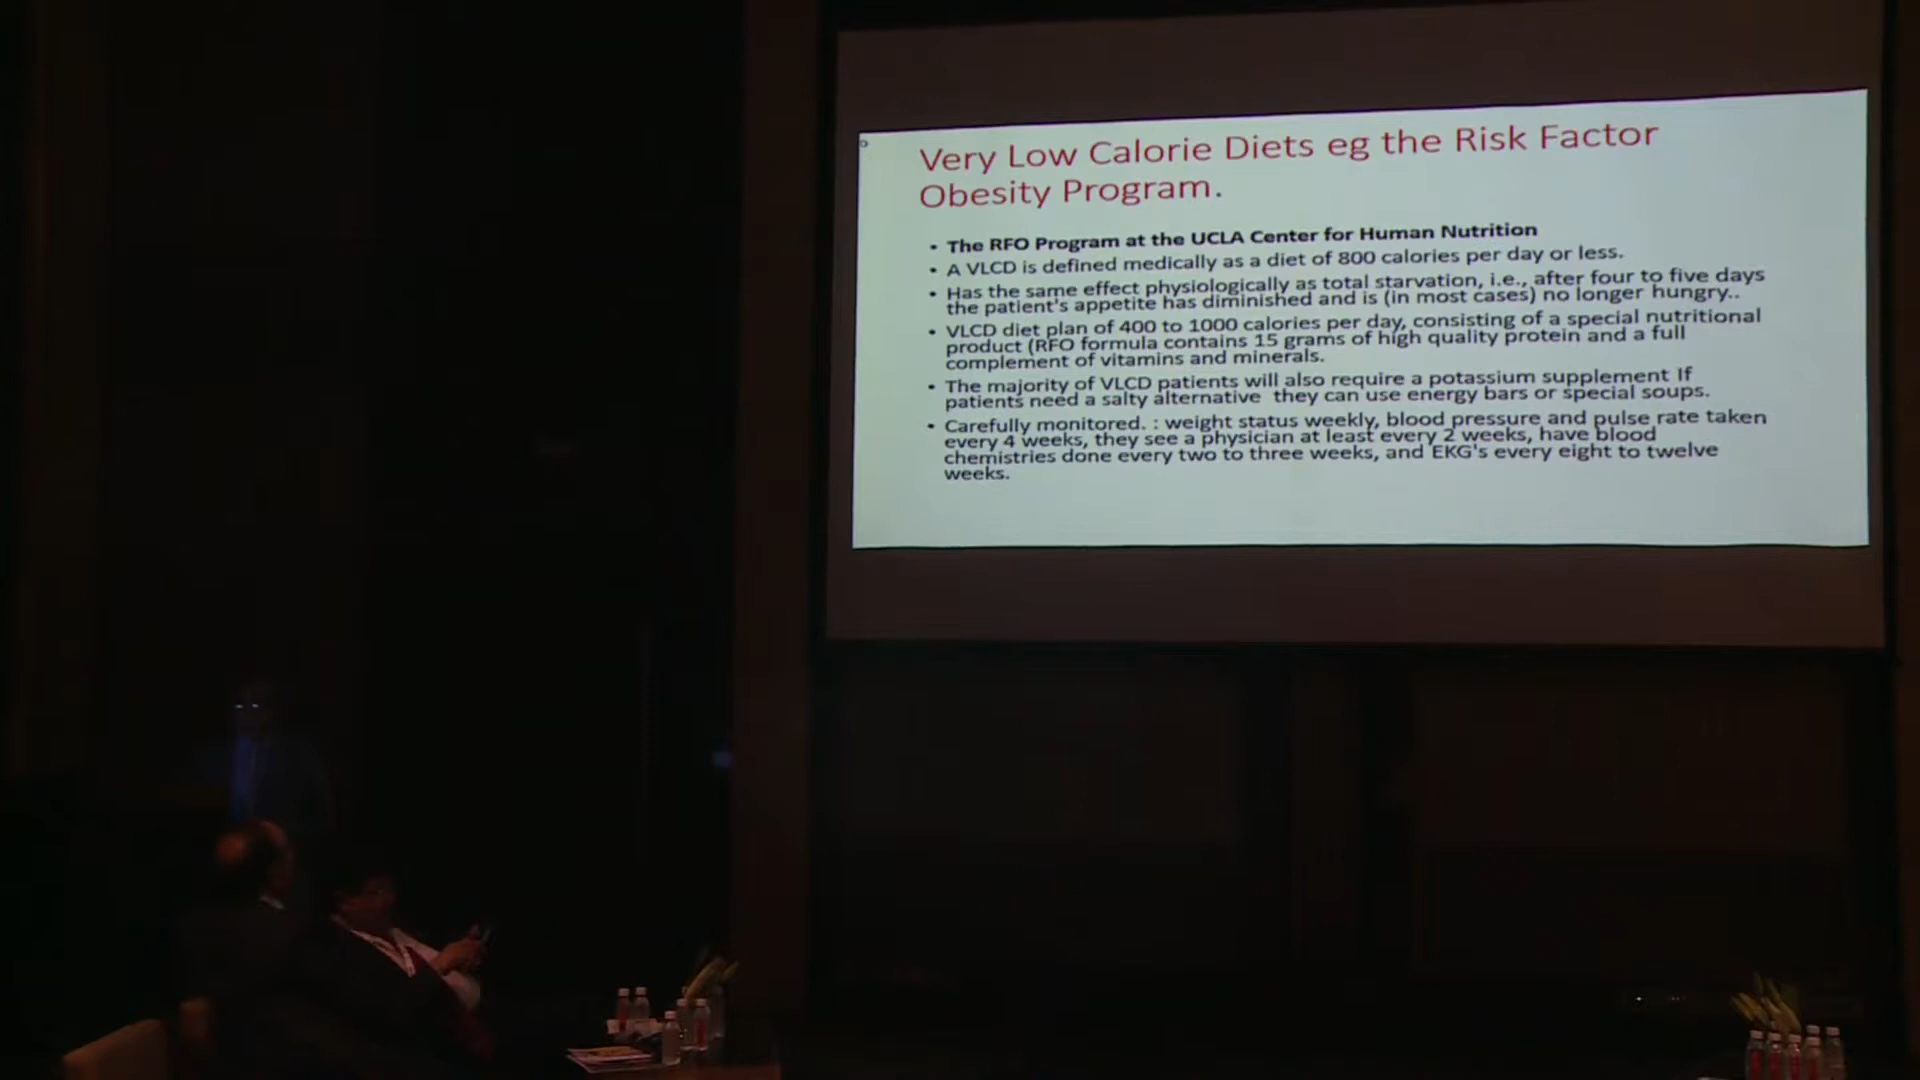 Very Low Calorie Diets eg the Risk Factor
Obesity Program.
• The RFO Program at the UCLA Center for Human Nutrition
• A VLCD is defined medically as a diet of 800 calories per day or less.
• Has the same effect physiologically as total starvation, i.e., after four to five days
the patient's appetite has diminished and is (in most cases) no longer hungry..
• VLCD diet plan of 400 to 1000 calories per day, consisting of a special nutritional
product (RFO formula contains 15 grams of high quality protein and a full
complement of vitamins and minerals.
• The majority of VLCD patients will also require a potassium supplement If
patients need a salty alternative they can use energy bars or special soups.
• Carefully monitored. : weight status weekly, blood pressure and pulse rate taken
every 4 weeks, they see a physician at least every 2 weeks, have blood
chemistries done every two to three weeks, and EKG's every eight to twelve
weeks.